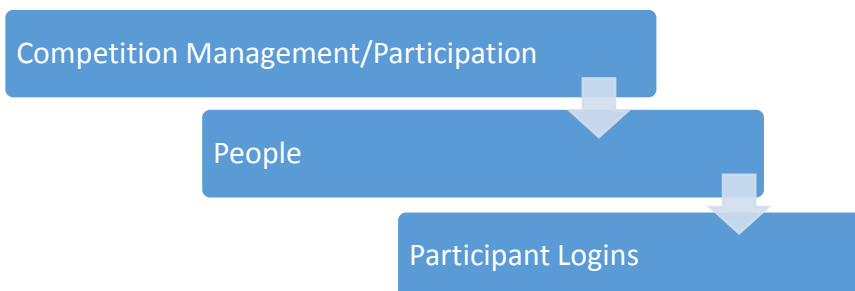 Competition Management/Participation
People
Participant Logins